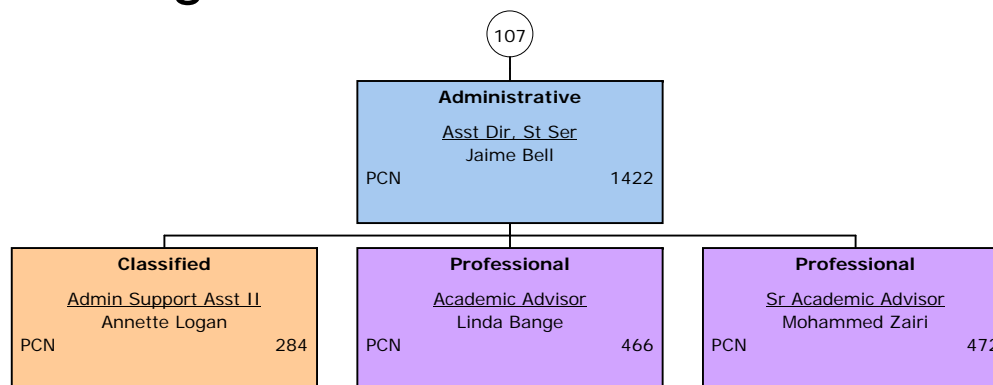 107
Administrative
Asst Dir, St Ser
Jaime Bell
PCN 1422
Classified
Admin Support Asst II
Annette Logan
PCN 284
Professional
Academic Advisor
Linda Bange
PCN 466
Professional
Sr Academic Advisor
Mohammed Zairi
PCN 472